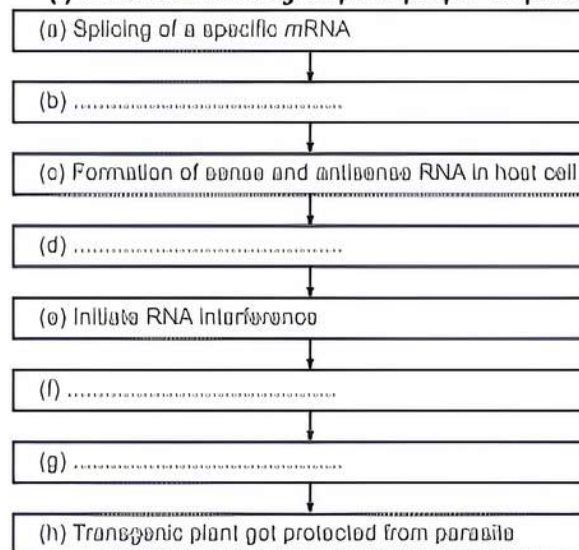 (a) Splicing of a specific mRNA
(b) ........................................
(c) Formation of sense and antisense RNA in host cell
(d) ........................................
(e) Initiate RNA interference
(f) ........................................
(g) ........................................
(h) Transgenic plant got protected from parasite